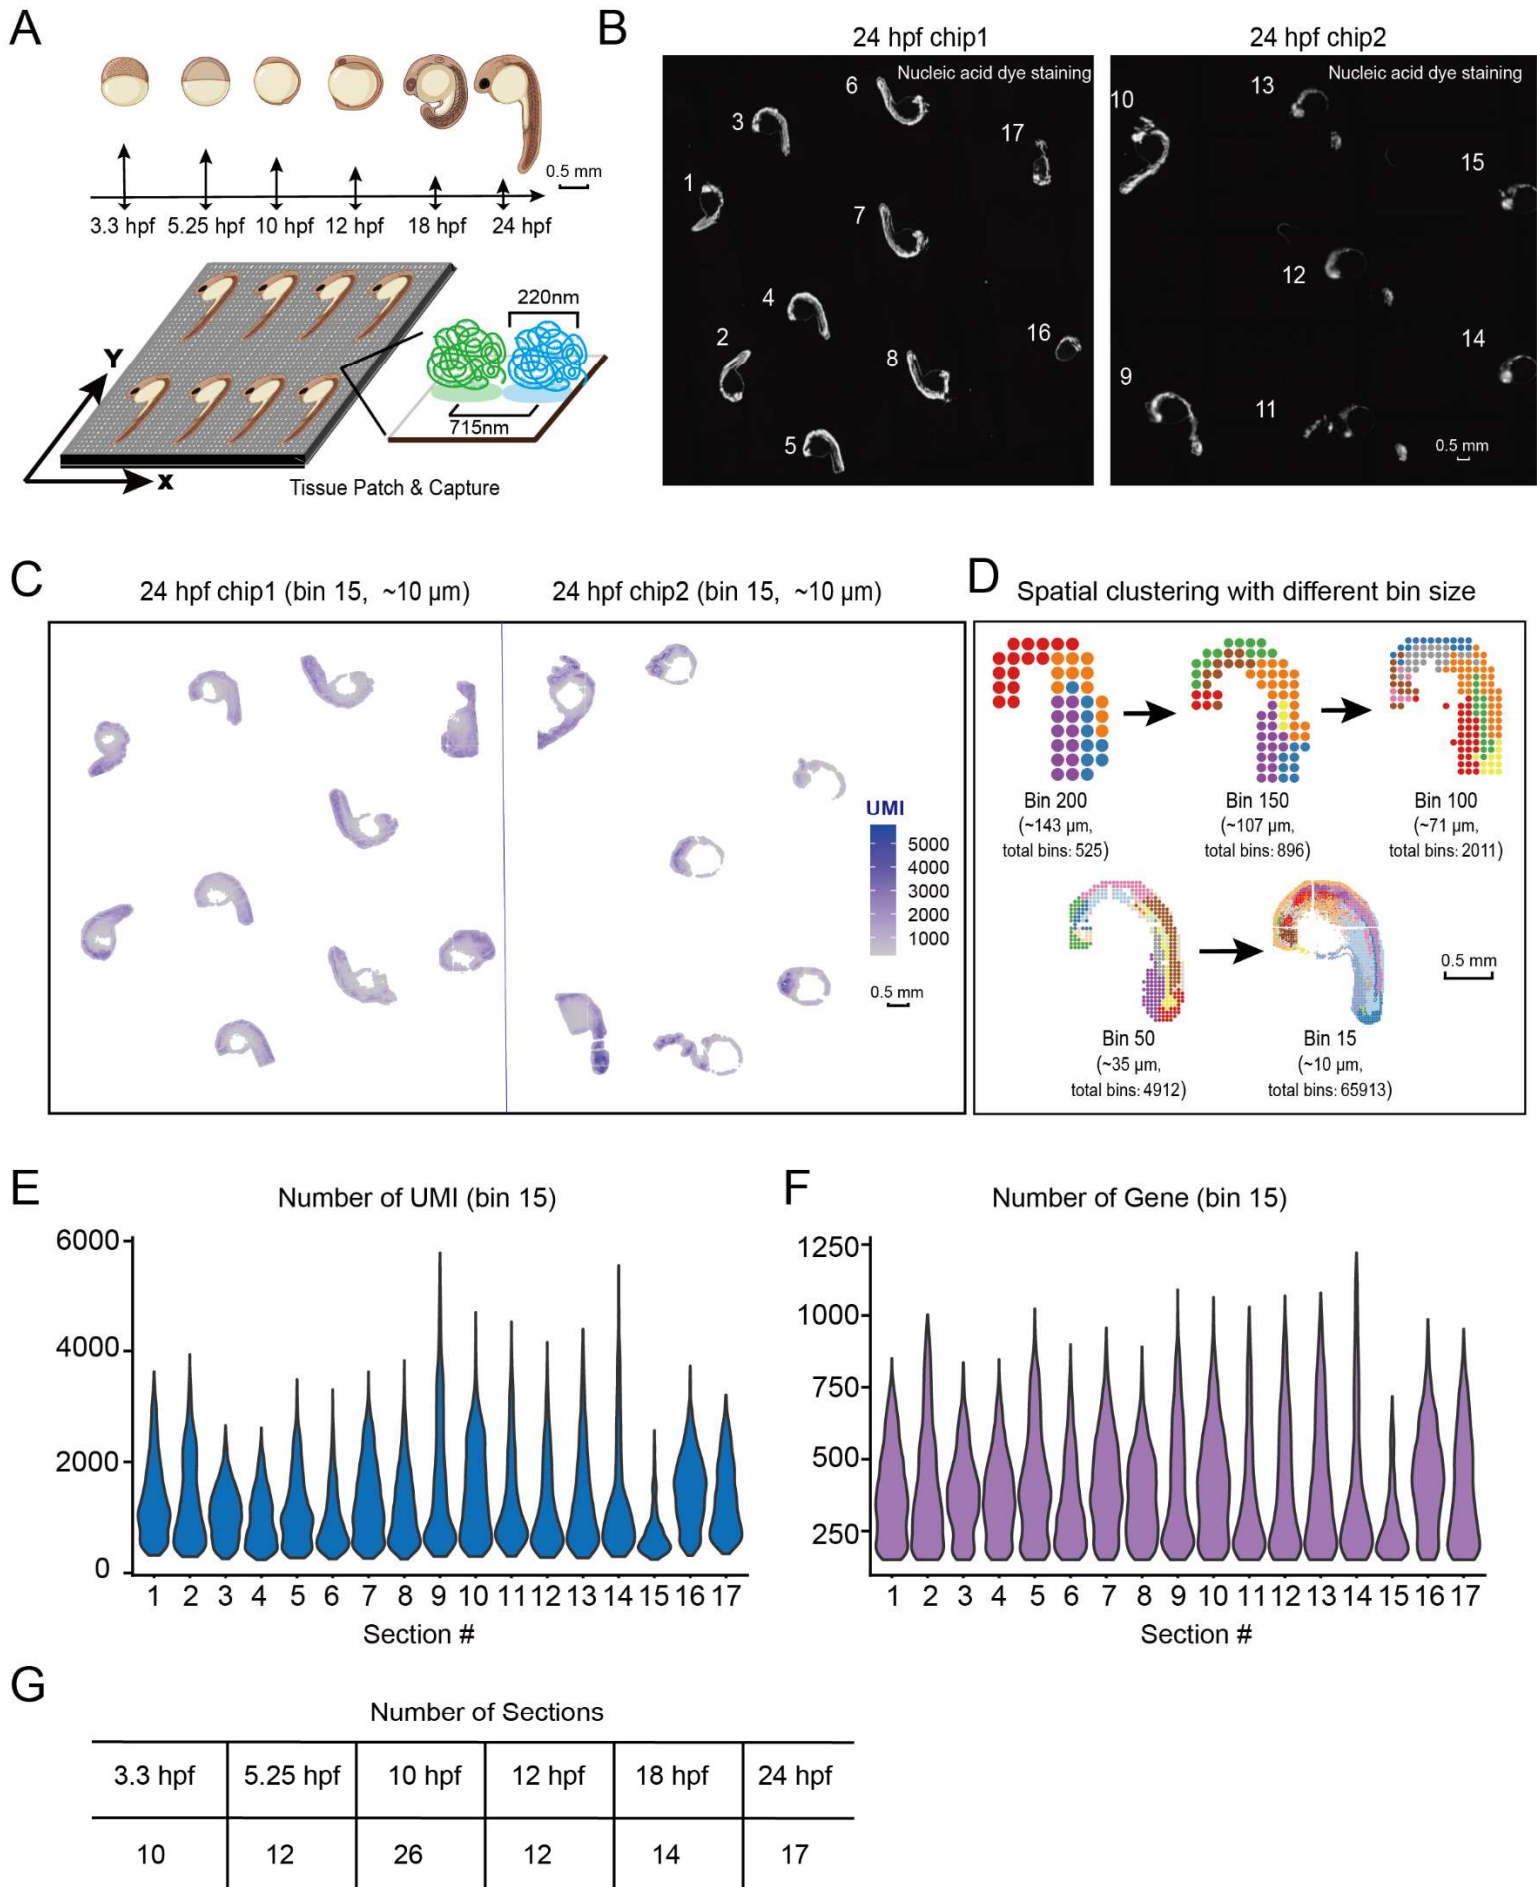 A
3.3 hpf 5.25 hpf 10 hpf 12 hpf 18 hpf 24 hpf
0.5 mm
Y
X
220nm
715nm
Tissue Patch & Capture
B
24 hpf chip1
Nucleic acid dye staining
6
3
17
1
7
4
2
8
16
5
24 hpf chip2
Nucleic acid dye staining
13
10
15
12
14
9
11
0.5 mm
C
24 hpf chip1 (bin 15, ~10 µm)
24 hpf chip2 (bin 15, ~10 µm)
UMI
5000
4000
3000
2000
1000
0.5 mm
D
Spatial clustering with different bin size
Bin 200
(~143 µm,
total bins: 525)
Bin 150
(~107 µm,
total bins: 896)
Bin 100
(~71 µm,
total bins: 2011)
Bin 50
(~35 µm,
total bins: 4912)
Bin 15
(~10 µm,
total bins: 65913)
0.5 mm
E
Number of UMI (bin 15)
6000
4000
2000
0
1 2 3 4 5 6 7 8 9 10 11 12 13 14 15 16 17
Section #
F
Number of Gene (bin 15)
1250
1000
750
500
250
1 2 3 4 5 6 7 8 9 10 11 12 13 14 15 16 17
Section #
G
Number of Sections
3.3 hpf 5.25 hpf 10 hpf 12 hpf 18 hpf 24 hpf
10 12 26 12 14 17